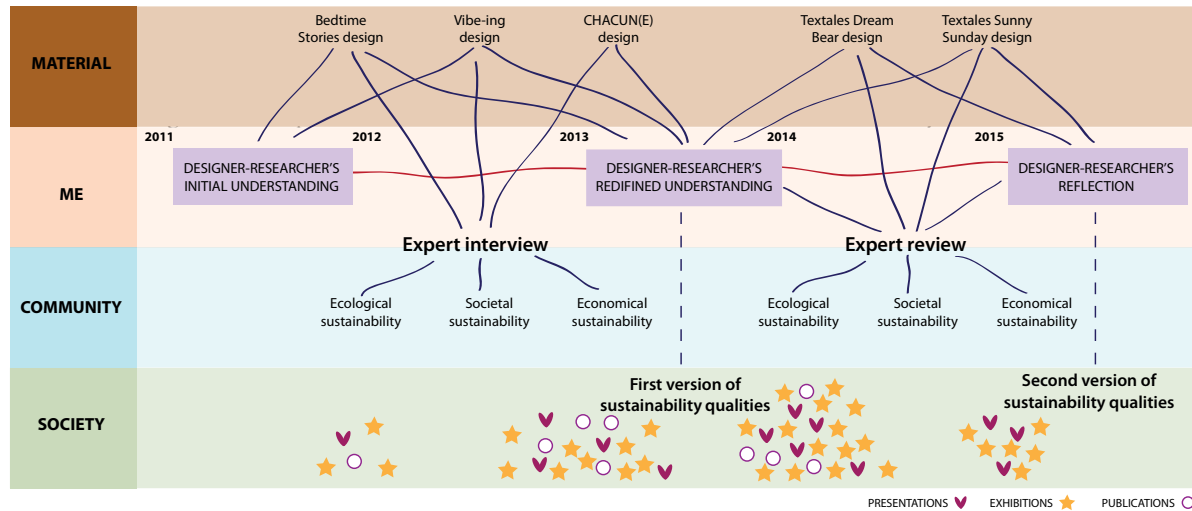 MATERIAL
Bedtime
Stories design
Vibe-ing
design
CHACUN(E)
design
Textales Dream
Bear design
Textales Sunny
Sunday design
2011
2012
2013
2014
2015
ME
DESIGNER-RESEARCHER'S
INITIAL UNDERSTANDING
DESIGNER-RESEARCHER'S
REDIFINED UNDERSTANDING
DESIGNER-RESEARCHER'S
REFLECTION
Expert interview
Expert review
COMMUNITY
Ecological
sustainability
Societal
sustainability
Economical
sustainability
Ecological
sustainability
Societal
sustainability
Economical
sustainability
SOCIETY
First version of
sustainability qualities
Second version of
sustainability qualities
PRESENTATIONS
EXHIBITIONS
PUBLICATIONS